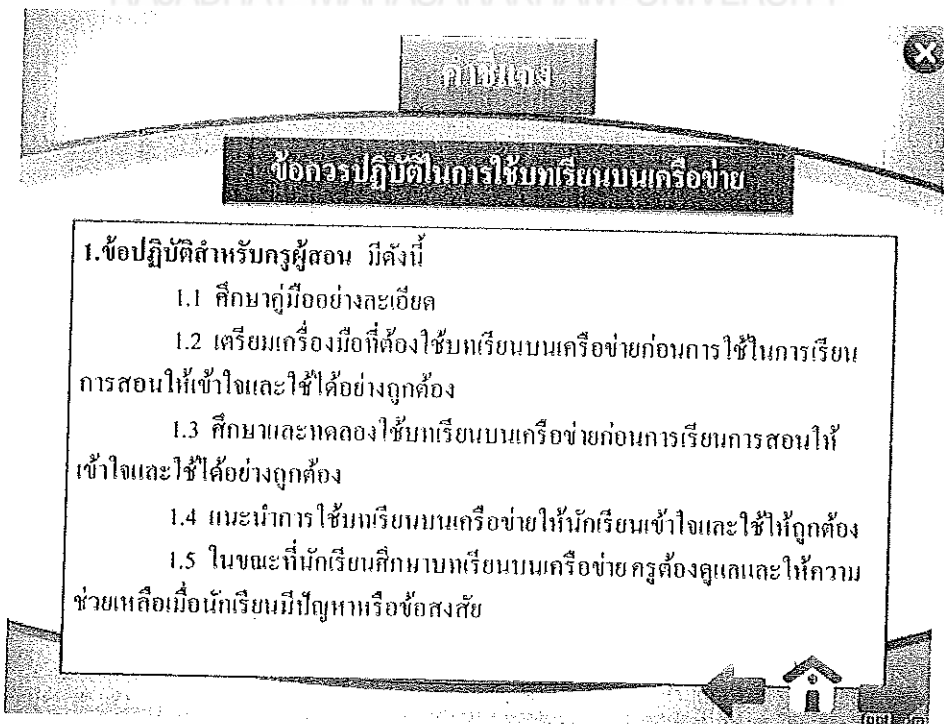 RAJABHAT MAHASARAKHAM UNIVERSITY
คำชี้แจง
ข้อควรปฏิบัติในการใช้บทเรียนบนเครือข่าย
1.ข้อปฏิบัติสำหรับครูผู้สอน มีดังนี้
1.1 ศึกษาคู่มืออย่างละเอียด
1.2 เตรียมเครื่องมือที่ต้องใช้บทเรียนบนเครือข่ายก่อนการใช้ในการเรียน
การสอนให้เข้าใจและใช้ได้อย่างถูกต้อง
1.3 ศึกษาและทดลองใช้บทเรียนบนเครือข่ายก่อนการเรียนการสอนให้
เข้าใจและใช้ได้อย่างถูกต้อง
1.4 แนะนำการใช้บทเรียนบนเครือข่ายให้นักเรียนเข้าใจและใช้ให้ถูกต้อง
1.5 ในขณะที่นักเรียนศึกษาบทเรียนบนเครือข่าย ครูต้องดูแลและให้ความ
ช่วยเหลือเมื่อนักเรียนมีปัญหาหรือข้อสงสัย